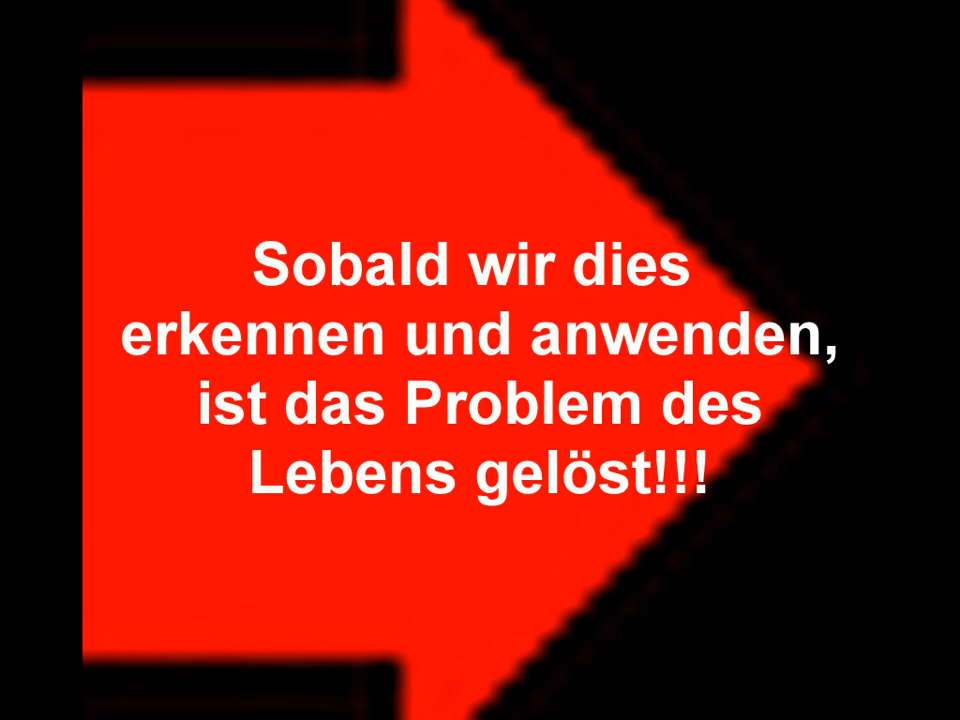 Sobald wir dies
erkennen und anwenden,
ist das Problem des
Lebens gelöst!!!